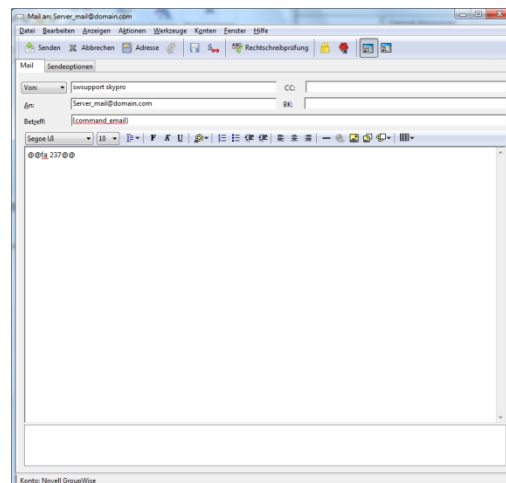 Mail an: Server_mail@domain.com
Datei Bearbeiten Anzeigen Aktionen Werkzeuge Konten Fenster Hilfe
Senden Abbrechen Adresse Rechtschreibprüfung
Mail Sendeoptionen
Von: swsupport skypro CC:
An: Server_mail@domain.com BK:
Betreff: (command_email)
Segoe UI 10 F K U
@@fa 237@@
Konto: Novell GroupWise